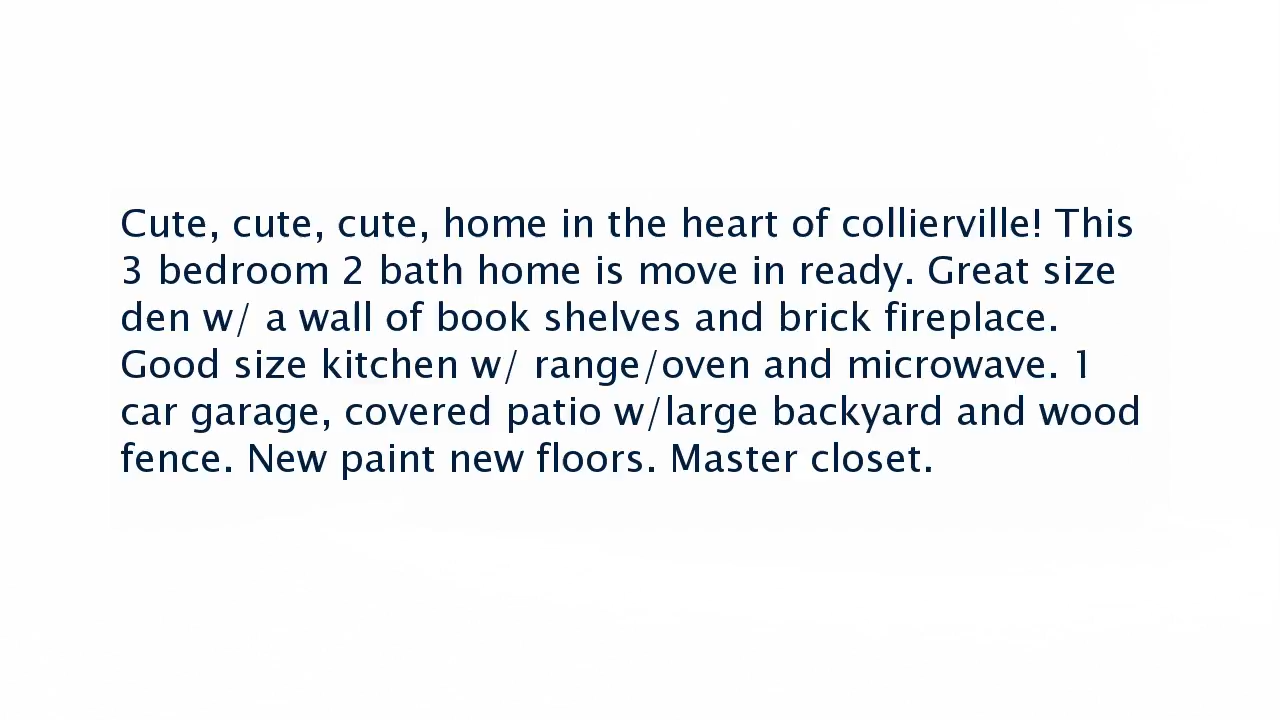 Cute, cute, cute, home in the heart of collierville! This
3 bedroom 2 bath home is move in ready. Great size
den w/ a wall of book shelves and brick fireplace.
Good size kitchen w/ range/oven and microwave. 1
car garage, covered patio w/large backyard and wood
fence. New paint new floors. Master closet.